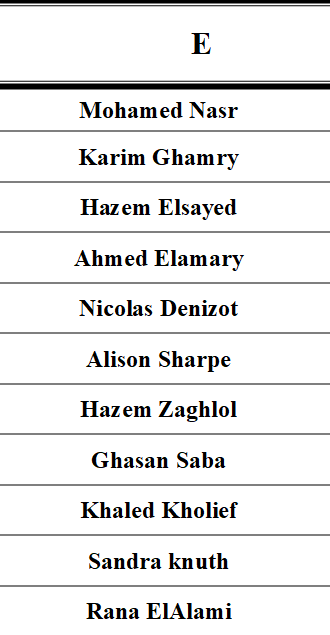 E
Mohamed Nasr
Karim Ghamry
Hazem Elsayed
Ahmed Elamary
Nicolas Denizot
Alison Sharpe
Hazem Zaghlol
Ghasan Saba
Khaled Kholief
Sandra knuth
Rana ElAlami